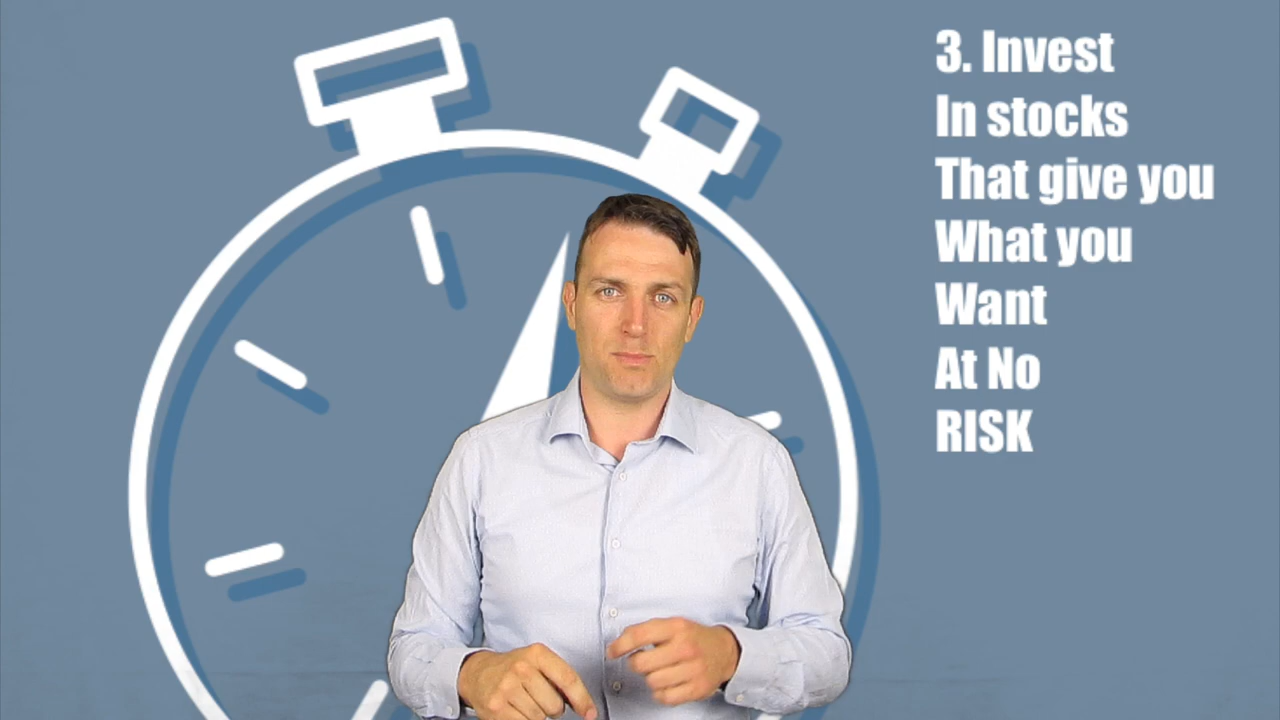 3. Invest
In stocks
That give you
What you
Want
At No
RISK